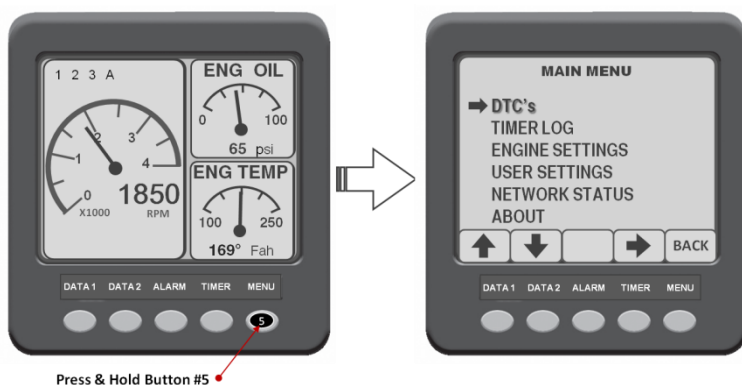 1 2 3 A
0
1
2
3
4
X1000
1850
RPM
ENG OIL
0
100
65 psi
ENG TEMP
100
250
169° Fah
DATA 1 DATA 2 ALARM TIMER MENU
5
Press & Hold Button #5
MAIN MENU
DTC's
TIMER LOG
ENGINE SETTINGS
USER SETTINGS
NETWORK STATUS
ABOUT
BACK
DATA 1 DATA 2 ALARM TIMER MENU